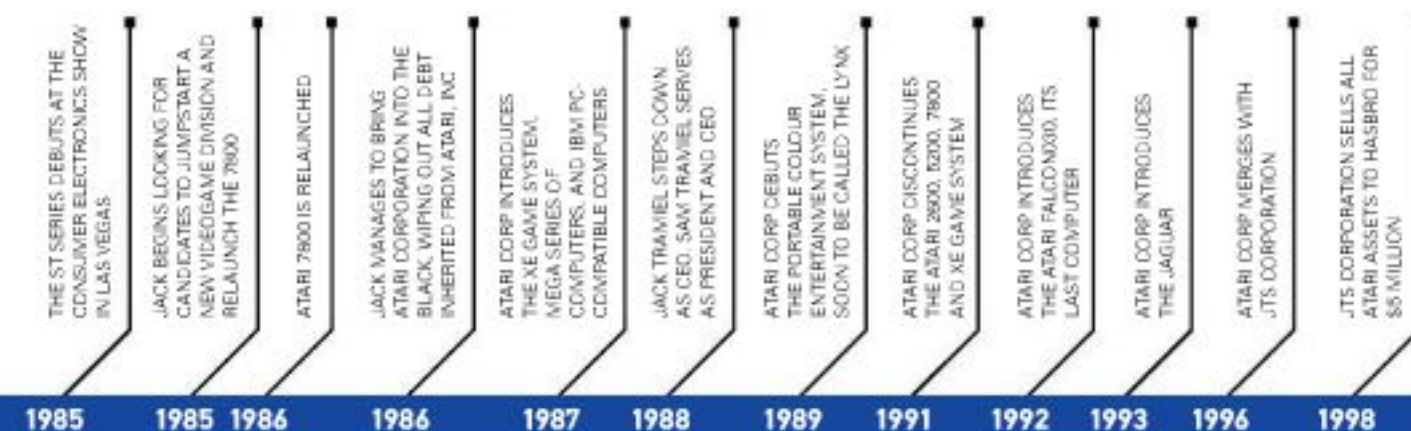 THE ST SERIES DEBUTS AT THE
CONSUMER ELECTRONICS SHOW
IN LAS VEGAS
1985
JACK BEGINS LOOKING FOR
CANDIDATES TO JUMPSTART A
NEW VIDEOGAME DIVISION AND
RELAUNCH THE 7800
1985
ATARI 7800 IS RELAUNCHED
1986
JACK MANAGES TO BRING
ATARI CORPORATION INTO THE
BLACK, WIPING OUT ALL DEBT
INHERITED FROM ATARI, INC
1986
ATARI CORP INTRODUCES
THE XE GAME SYSTEM,
MEGA SERIES OF
COMPUTERS, AND IBM PC-
COMPATIBLE COMPUTERS
1987
JACK TRAMIEL STEPS DOWN
AS CEO. SAM TRAMIEL SERVES
AS PRESIDENT AND CEO
1988
ATARI CORP DEBUTS
THE PORTABLE COLOUR
ENTERTAINMENT SYSTEM,
SOON TO BE CALLED THE LYNX
1989
ATARI CORP DISCONTINUES
THE ATARI 2600, 5200, 7800
AND XE GAME SYSTEM
1991
ATARI CORP INTRODUCES
THE ATARI FALCON030, ITS
LAST COMPUTER
1992
ATARI CORP INTRODUCES
THE JAGUAR
1993
ATARI CORP MERGES WITH
JTS CORPORATION
1996
JTS CORPORATION SELLS ALL
ATARI ASSETS TO HASBRO FOR
$5 MILLION
1998